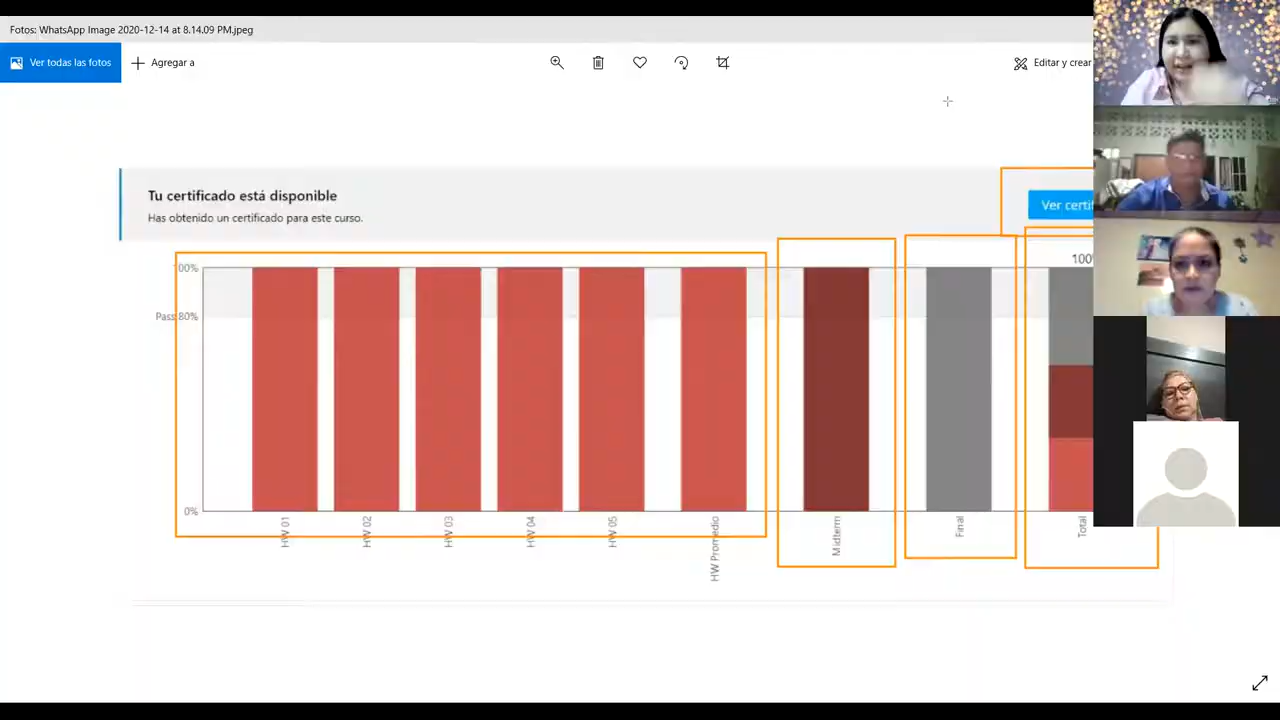 Fotos: WhatsApp Image 2020-12-14 at 8.14.09 PM.jpeg
Ver todas las fotos
Agregar a
Editar y crear
Tu certificado está disponible
Has obtenido un certificado para este curso.
Ver certi
100%
Pass 80%
0%
100%
HW 01
HW 02
HW 03
HW 04
HW 05
HW Promedio
Midterm
Final
Total